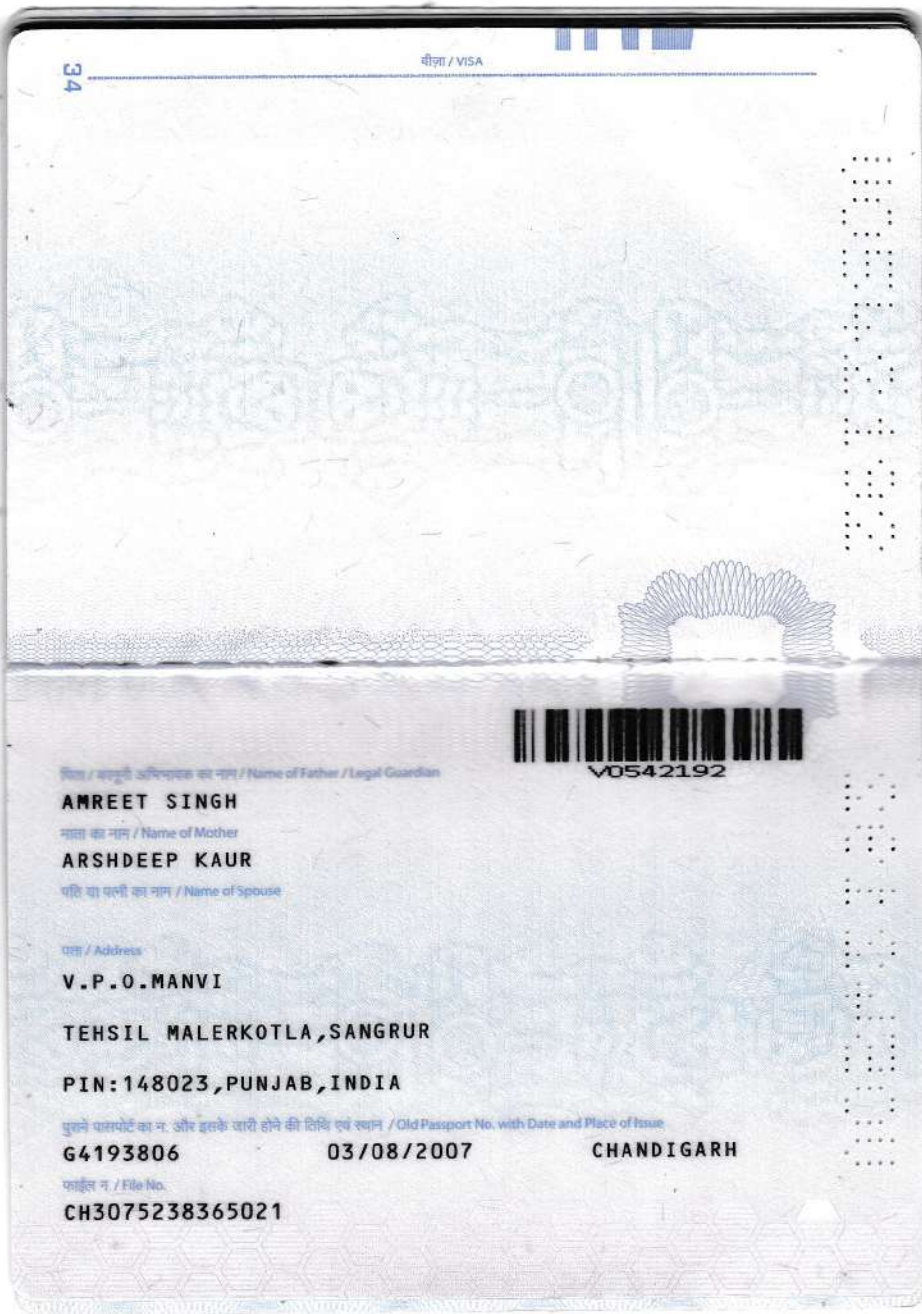 34
वीज़ा / VISA
V0542192
पिता / कानूनी अभिभावक का नाम / Name of Father / Legal Guardian
AMREET SINGH
माता का नाम / Name of Mother
ARSHDEEP KAUR
पति या पत्नी का नाम / Name of Spouse
पता / Address
V.P.O.MANVI
TEHSIL MALERKOTLA,SANGRUR
PIN:148023,PUNJAB,INDIA
पुराने पासपोर्ट का न. और इसके जारी होने की तिथि एवं स्थान / Old Passport No. with Date and Place of Issue
G4193806 03/08/2007 CHANDIGARH
फाईल न. / File No.
CH3075238365021